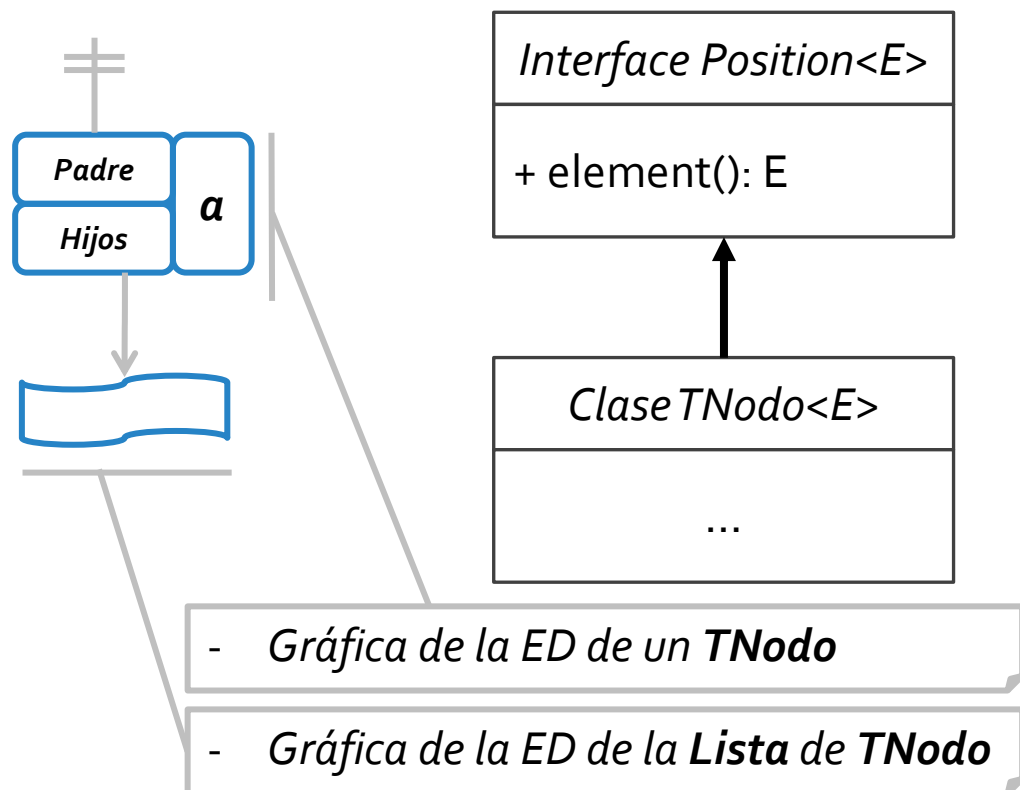 Padre
Hijos
a
Interface Position<E>
+ element(): E
Clase TNodo<E>
...
- Gráfica de la ED de un TNodo
- Gráfica de la ED de la Lista de TNodo